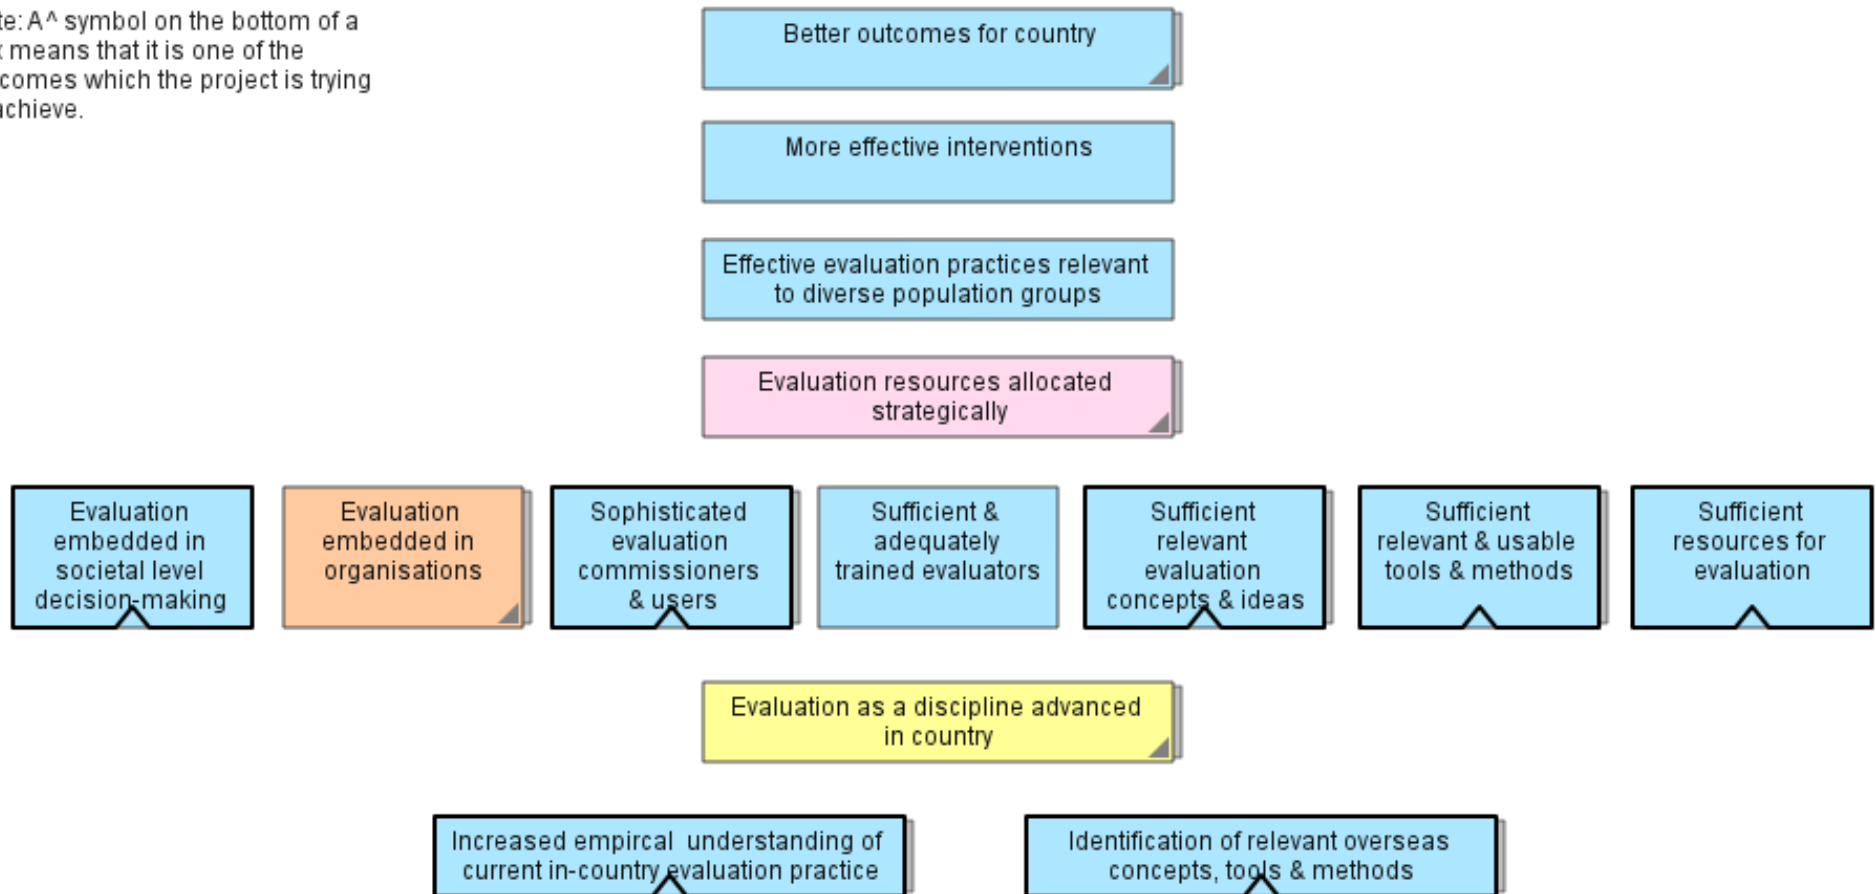 te: A ^ symbol on the bottom of a
means that it is one of the
comes which the project is trying
achieve.
Better outcomes for country
More effective interventions
Effective evaluation practices relevant
to diverse population groups
Evaluation resources allocated
strategically
Evaluation
embedded in
societal level
decision-making
Evaluation
embedded in
organisations
Sophisticated
evaluation
commissioners
& users
Sufficient &
adequately
trained evaluators
Sufficient
relevant
evaluation
concepts & ideas
Sufficient
relevant & usable
tools & methods
Sufficient
resources for
evaluation
Evaluation as a discipline advanced
in country
Increased empircal  understanding of
current in-country evaluation practice
Identification of relevant overseas
concepts, tools & methods